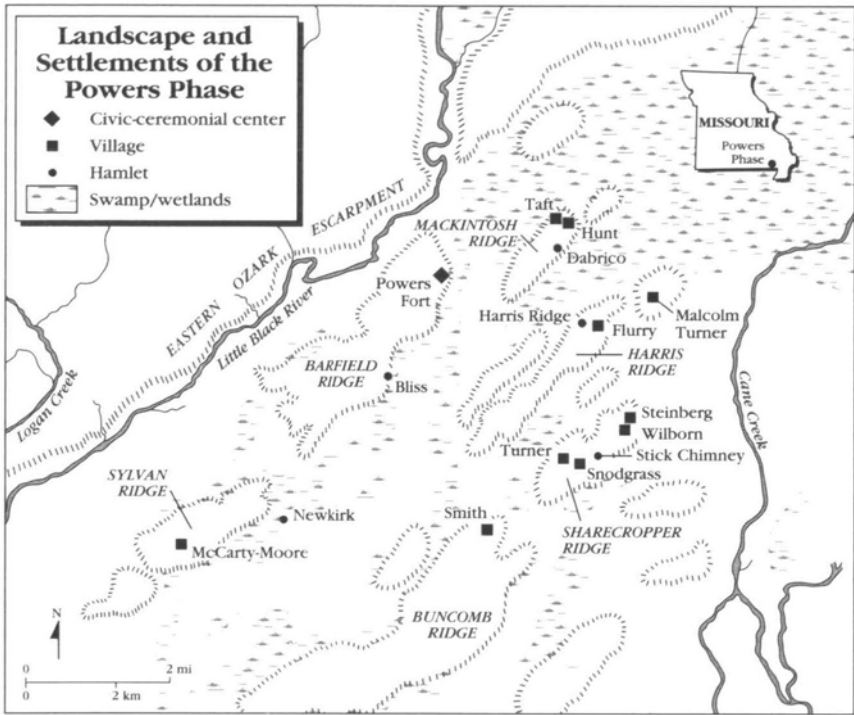 Landscape and
Settlements of the
Powers Phase
Civic-ceremonial center
Village
Hamlet
Swamp/wetlands
MISSOURI
Powers
Phase
EASTERN OZARK ESCARPMENT
Little Black River
Logan Creek
MACKINTOSH
RIDGE
Taft
Hunt
Dabrico
Powers
Fort
Harris Ridge
Flurry
Malcolm
Turner
HARRIS
RIDGE
BARFIELD
RIDGE
Bliss
Cane Creek
Steinberg
Wilborn
Turner
Stick Chimney
Snodgrass
SHARECROPPER
RIDGE
SYLVAN
RIDGE
Newkirk
McCarty-Moore
Smith
BUNCOMB
RIDGE
N
0 2 mi
0 2 km